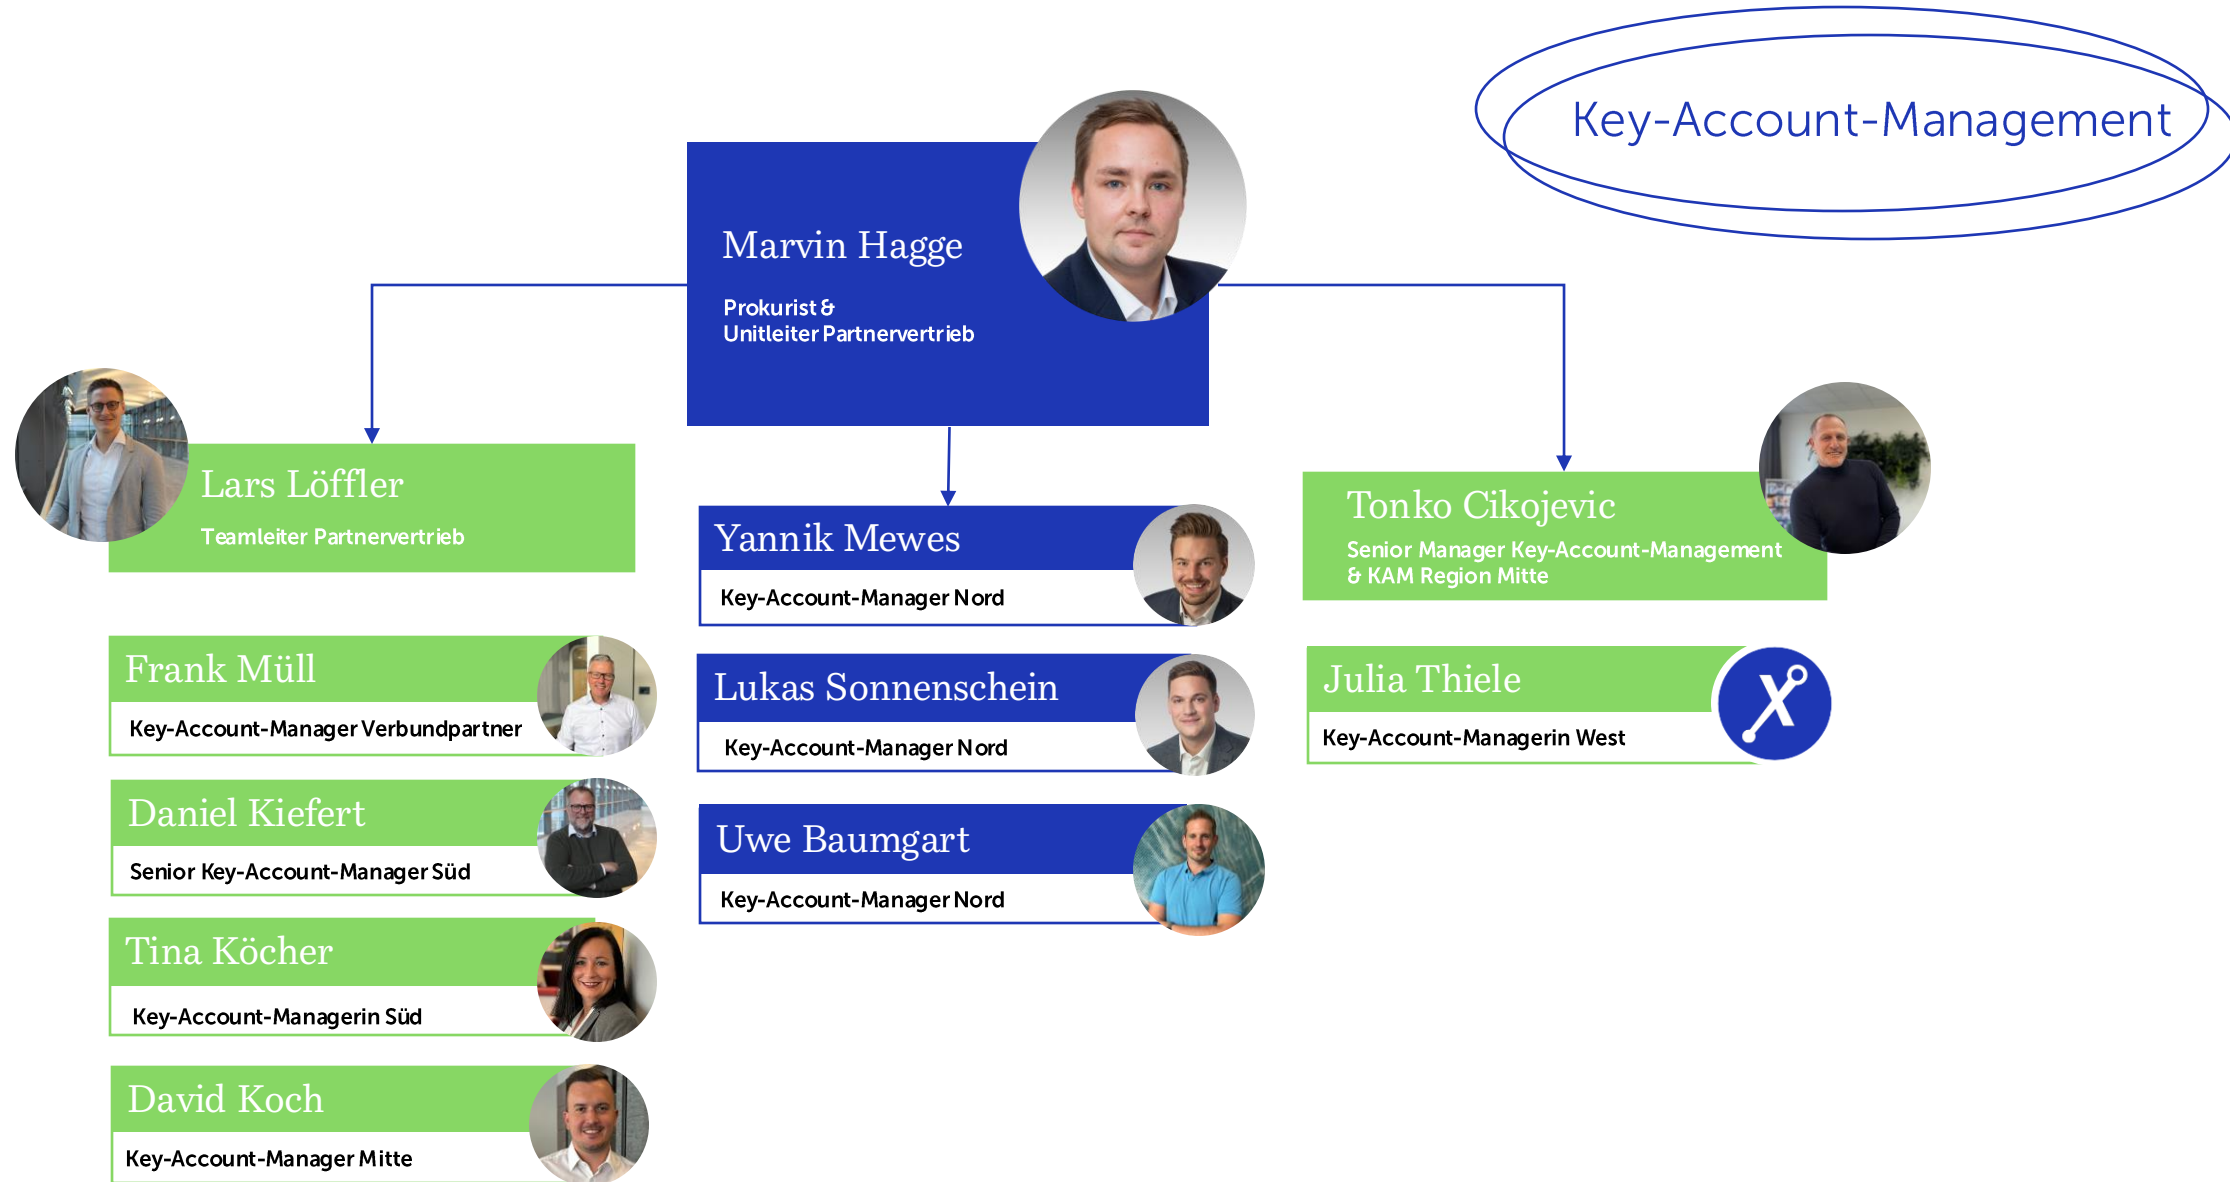 Key-Account-Management
Marvin Hagge
Prokurist &
Unitleiter Partnervertrieb
Lars Löffler
Teamleiter Partnervertrieb
Frank Müll
Key-Account-Manager Verbundpartner
Daniel Kiefert
Senior Key-Account-Manager Süd
Tina Köcher
Key-Account-Managerin Süd
David Koch
Key-Account-Manager Mitte
Yannik Mewes
Key-Account-Manager Nord
Lukas Sonnenschein
Key-Account-Manager Nord
Uwe Baumgart
Key-Account-Manager Nord
Tonko Cikojevic
Senior Manager Key-Account-Management
& KAM Region Mitte
Julia Thiele
Key-Account-Managerin West